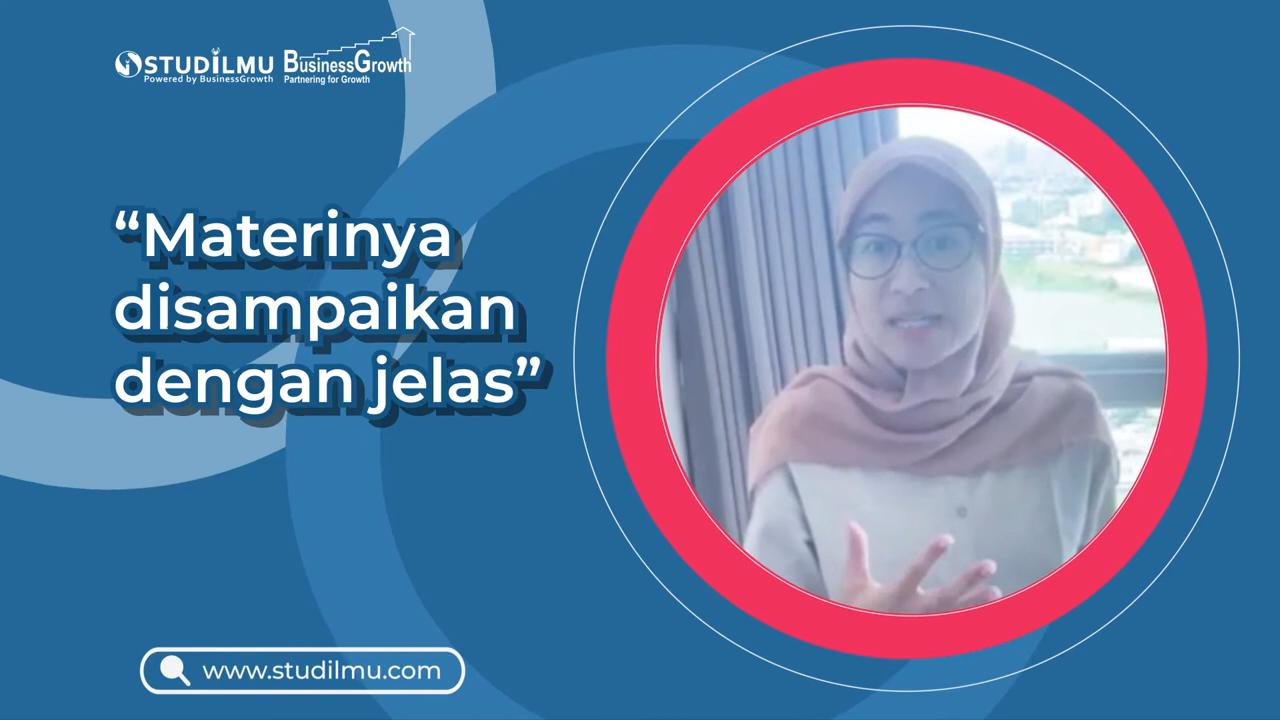 STUDiLMU
Powered by BusinessGrowth
BusinessGrowth
Partnering for Growth
“Materinya
disampaikan
dengan jelas”
www.studilmu.com